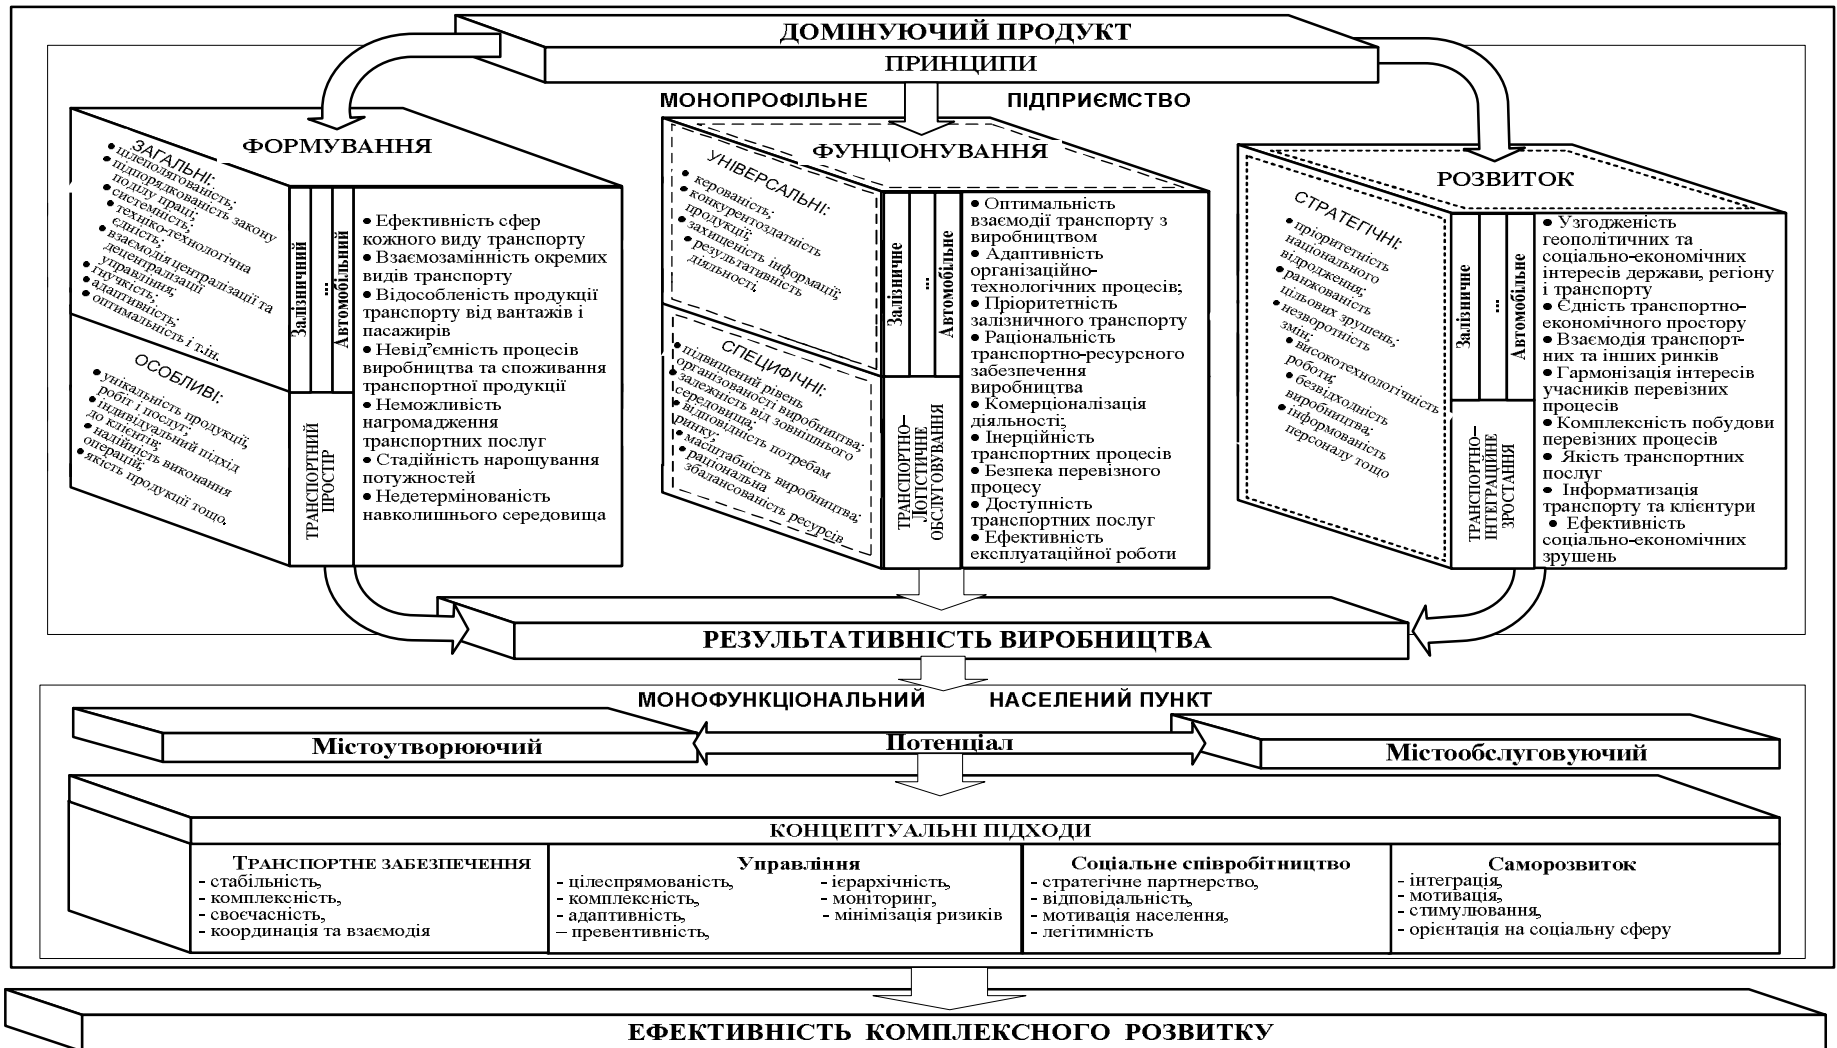 ДОМІНУЮЧИЙ ПРОДУКТ
ПРИНЦИПИ
МОНОПРОФІЛЬНЕ ПІДПРИЄМСТВО
ФОРМУВАННЯ
ЗАГАЛЬНІ:
• цілеполягованість;
• підпорядкованість закону
поділу праці;
• системність;
• техніко-технологічна
єдність;
• взаємодія централізації та
децентралізації
управління;
• гнучкість;
• адаптивність;
• оптимальність і т.ін.
ОСОБЛИВІ:
• унікальність продукції,
робіт і послуг;
• індивідуальний підхід
до клієнтів;
• надійність виконання
операцій;
• якість продукції тощо.
Залізничний
...
Автомобільний
ТРАНСПОРТНИЙ
ПРОСТІР
• Ефективність сфер
кожного виду транспорту
• Взаємозамінність окремих
видів транспорту
• Відособленість продукції
транспорту від вантажів і
пасажирів
• Невід’ємність процесів
виробництва та споживання
транспортної продукції
• Неможливість
нагромадження
транспортних послуг
• Стадійність нарощування
потужностей
• Недетермінованість
навколишнього середовища
ФУНЦІОНУВАННЯ
УНІВЕРСАЛЬНІ:
• керованість;
• конкурентоздатність
продукції;
• захищеність інформації;
• результативність
діяльності.
СПЕЦИФІЧНІ:
• підвищений рівень
організованості виробництва;
• залежність від зовнішнього
середовища;
• відповідність потребам
ринку;
• масштабність виробництва;
• раціональна
збалансованість ресурсів
Залізничне
...
Автомобільне
ТРАНСПОРТНО–
ЛОГІСТИЧНЕ
ОБСЛУГОВУВАННЯ
• Оптимальність
взаємодії транспорту з
виробництвом
• Адаптивність
організаційно-
технологічних процесів;
• Пріоритетність
залізничного транспорту
• Раціональність
транспортно-ресурсного
забезпечення
виробництва
• Комерціоналізація
діяльності;
• Інерційність
транспортних процесів
• Безпека перевізного
процесу
• Доступність
транспортних послуг
• Ефективність
експлуатаційної роботи
РОЗВИТОК
СТРАТЕГІЧНІ:
• пріоритетність
національного
відродження;
• ранжованість
цільових зрушень;
• незворотність
змін;
• високотехнологічність
роботи;
• безвідходність
виробництва;
• інформованість
персоналу тощо
Залізничне
...
Автомобільне
ТРАНСПОРТНО–
ІНТЕГРАЦІЙНЕ
ЗРОСТАННЯ
• Узгодженість
геополітичних та
соціально-економічних
інтересів держави, регіону
і транспорту
• Єдність транспортно-
економічного простору
• Взаємодія транспорт-
них та інших ринків
• Гармонізація інтересів
учасників перевізних
процесів
• Комплексність побудови
перевізних процесів
• Якість транспортних
послуг
• Інформатизація
транспорту та клієнтури
• Ефективність
соціально-економічних
зрушень
РЕЗУЛЬТАТИВНІСТЬ ВИРОБНИЦТВА
МОНОФУНКЦІОНАЛЬНИЙ НАСЕЛЕНИЙ ПУНКТ
Містоутворюючий
Потенціал
Містообслуговуючий
КОНЦЕПТУАЛЬНІ ПІДХОДИ
ТРАНСПОРТНЕ ЗАБЕЗПЕЧЕННЯ
- стабільність,
- комплексність,
- своєчасність,
- координація та взаємодія
Управління
- цілеспрямованість,
- комплексність,
- адаптивність,
– превентивність,
- ієрархічність,
- моніторинг,
- мінімізація ризиків
Соціальне співробітництво
- стратегічне партнерство,
- відповідальність,
- мотивація населення,
- легітимність
Саморозвиток
- інтеграція,
- мотивація,
- стимулювання,
- орієнтація на соціальну сферу
ЕФЕКТИВНІСТЬ КОМПЛЕКСНОГО РОЗВИТКУ